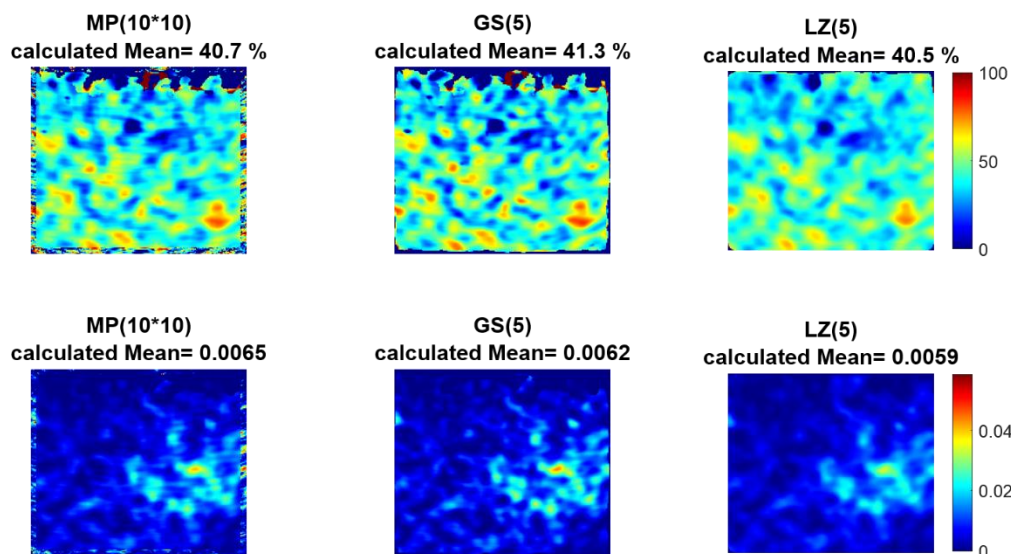 MP(10*10)
calculated Mean= 40.7 %
GS(5)
calculated Mean= 41.3 %
LZ(5)
calculated Mean= 40.5 %
100
50
0
MP(10*10)
calculated Mean= 0.0065
GS(5)
calculated Mean= 0.0062
LZ(5)
calculated Mean= 0.0059
0.04
0.02
0